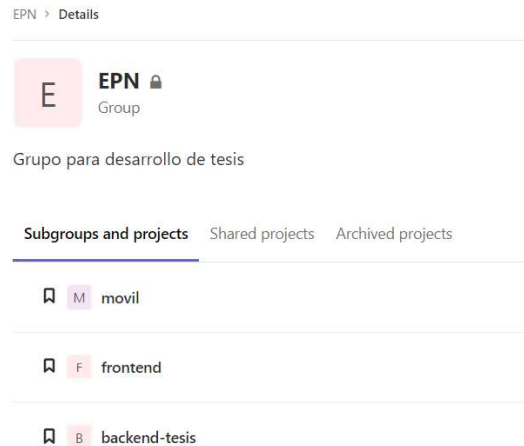 EPN > Details
E
EPN
Group
Grupo para desarrollo de tesis
Subgroups and projects Shared projects Archived projects
M movil
F frontend
B backend-tesis